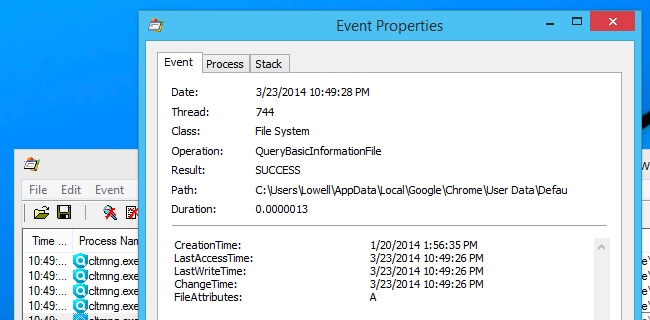 Event Properties
Event Process Stack
Date: 3/23/2014 10:49:28 PM
Thread: 744
Class: File System
Operation: QueryBasicInformationFile
Result: SUCCESS
Path: C:\Users\Lowell\AppData\Local\Google\Chrome\User Data\Defau
Duration: 0.0000013
CreationTime: 1/20/2014 1:56:35 PM
LastAccessTime: 3/23/2014 10:49:26 PM
LastWriteTime: 3/23/2014 10:49:26 PM
ChangeTime: 3/23/2014 10:49:26 PM
FileAttributes: A
File Edit Event
Time ... Process Nam
10:49:... cltmng.exe
10:49:... cltmng.exe
10:49:... cltmng.exe
10:49:... cltmng.exe
10:49:... cltmng.exe